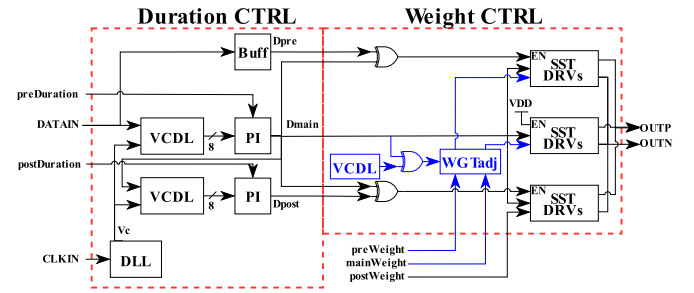 Duration CTRL
Weight CTRL
Buff
Dpre
EN
SST
DRVs
preDuration
DATAIN
VCDL
8
PI
Dmain
VDD
EN
SST
DRVs
OUTP
OUTN
postDuration
VCDL
WGTadj
VCDL
8
PI
Dpost
EN
SST
DRVs
Vc
CLKIN
DLL
preWeight
mainWeight
postWeight